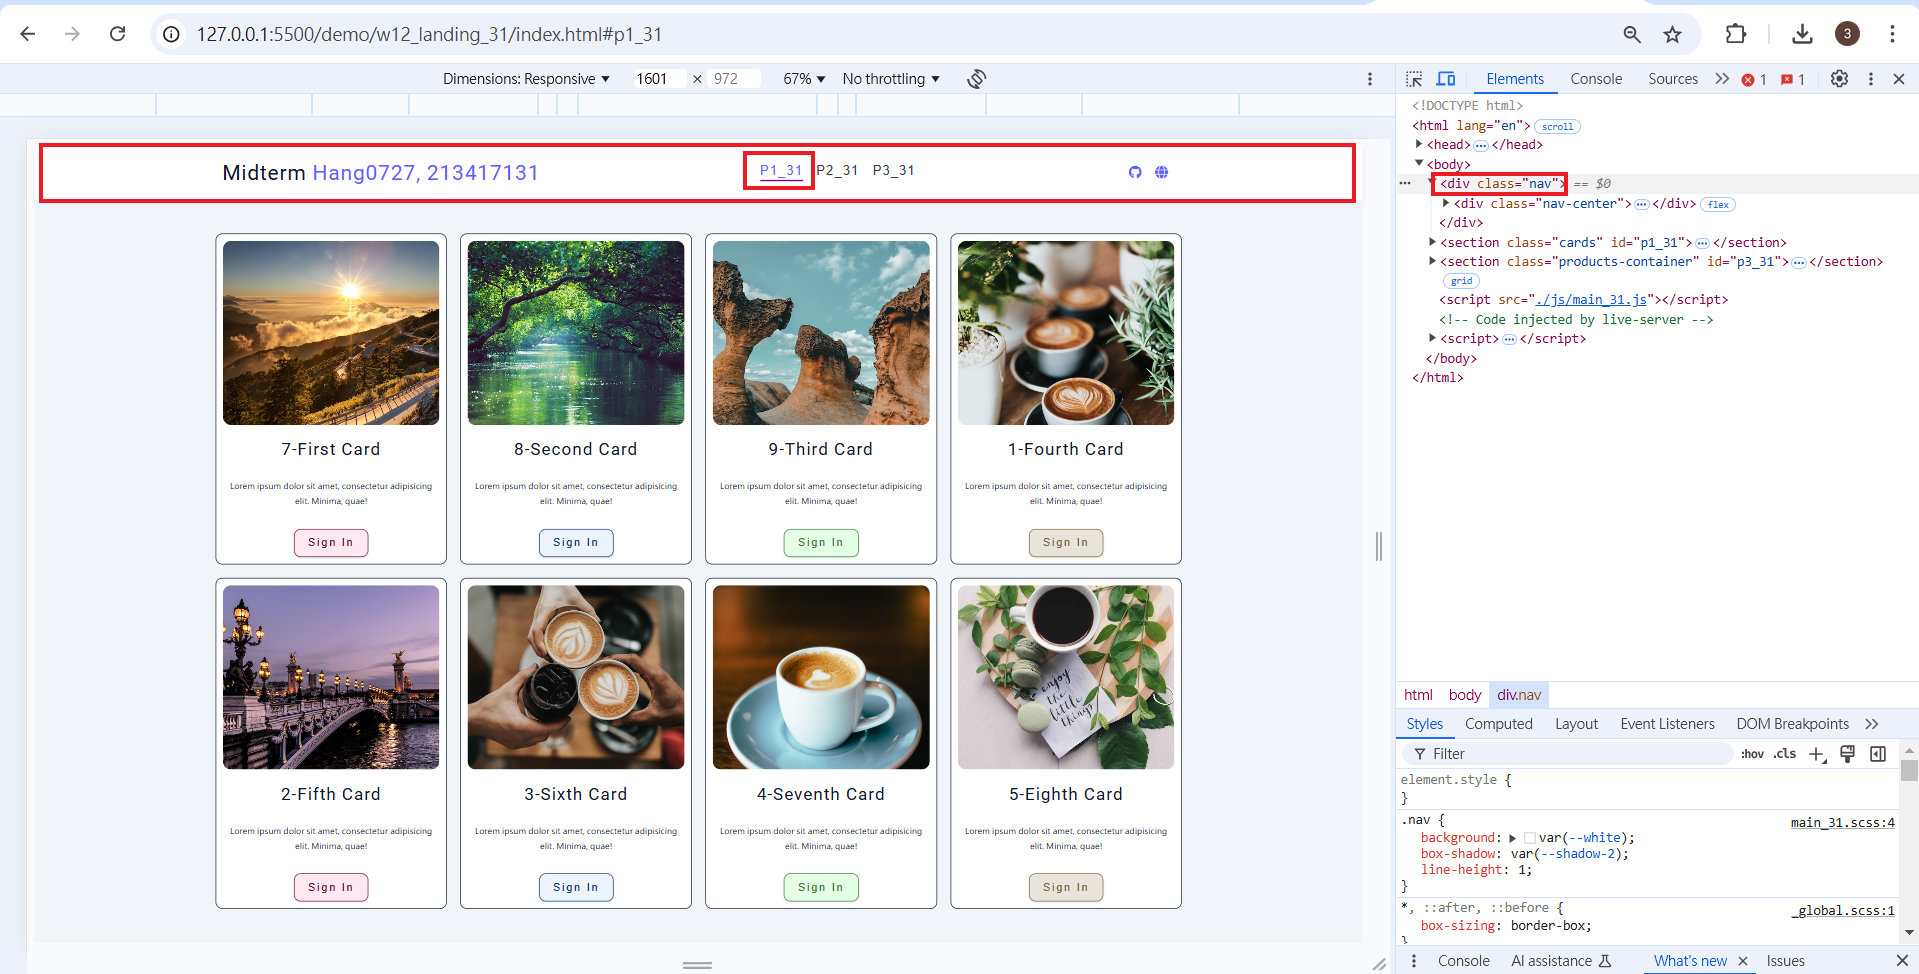 127.0.0.1:5500/demo/w12_landing_31/index.html#p1_31
3
Dimensions: Responsive ▼ 1601 × 972 67% ▼ No throttling ▼
Midterm Hang0727, 213417131
P1_31 P2_31 P3_31
7-First Card
Lorem ipsum dolor sit amet, consectetur adipisicing
elit. Minima, quae!
Sign In
8-Second Card
Lorem ipsum dolor sit amet, consectetur adipisicing
elit. Minima, quae!
Sign In
9-Third Card
Lorem ipsum dolor sit amet, consectetur adipisicing
elit. Minima, quae!
Sign In
1-Fourth Card
Lorem ipsum dolor sit amet, consectetur adipisicing
elit. Minima, quae!
Sign In
2-Fifth Card
Lorem ipsum dolor sit amet, consectetur adipisicing
elit. Minima, quae!
Sign In
3-Sixth Card
Lorem ipsum dolor sit amet, consectetur adipisicing
elit. Minima, quae!
Sign In
4-Seventh Card
Lorem ipsum dolor sit amet, consectetur adipisicing
elit. Minima, quae!
Sign In
enjoy
the
little
things
5-Eighth Card
Lorem ipsum dolor sit amet, consectetur adipisicing
elit. Minima, quae!
Sign In
Elements Console Sources 1 1
<!DOCTYPE html>
<html lang="en"> scroll
<head>…</head>
<body>
<div class="nav"> == $0
<div class="nav-center">…</div> flex
</div>
<section class="cards" id="p1_31">…</section>
<section class="products-container" id="p3_31">…</section>
grid
<script src="./js/main_31.js"></script>
<!-- Code injected by live-server -->
<script>…</script>
</body>
</html>
html body div.nav
Styles Computed Layout Event Listeners DOM Breakpoints
Filter :hov .cls
element.style {
}
.nav { main_31.scss:4
background: var(--white);
box-shadow: var(--shadow-2);
line-height: 1;
}
*, ::after, ::before { _global.scss:1
box-sizing: border-box;
}
Console AI assistance What's new Issues